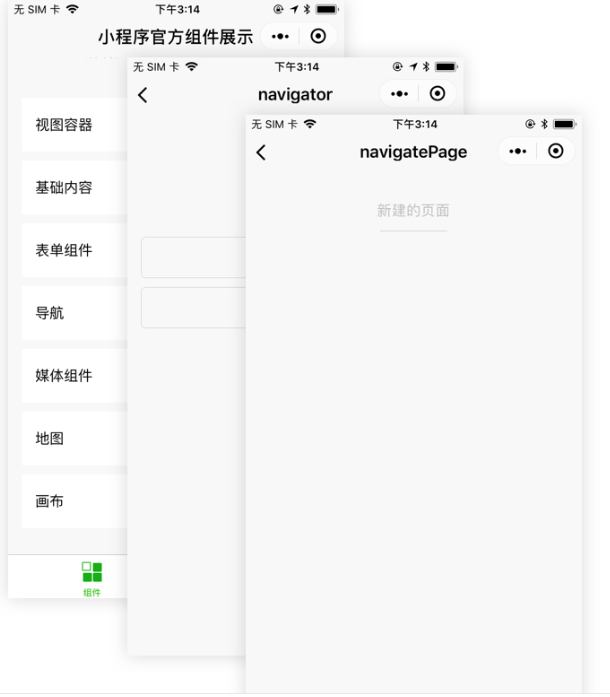 无 SIM 卡
下午3:14
小程序官方组件展示
视图容器
基础内容
表单组件
导航
媒体组件
地图
画布
组件
无 SIM 卡
下午3:14
navigator
无 SIM 卡
下午3:14
navigatePage
新建的页面